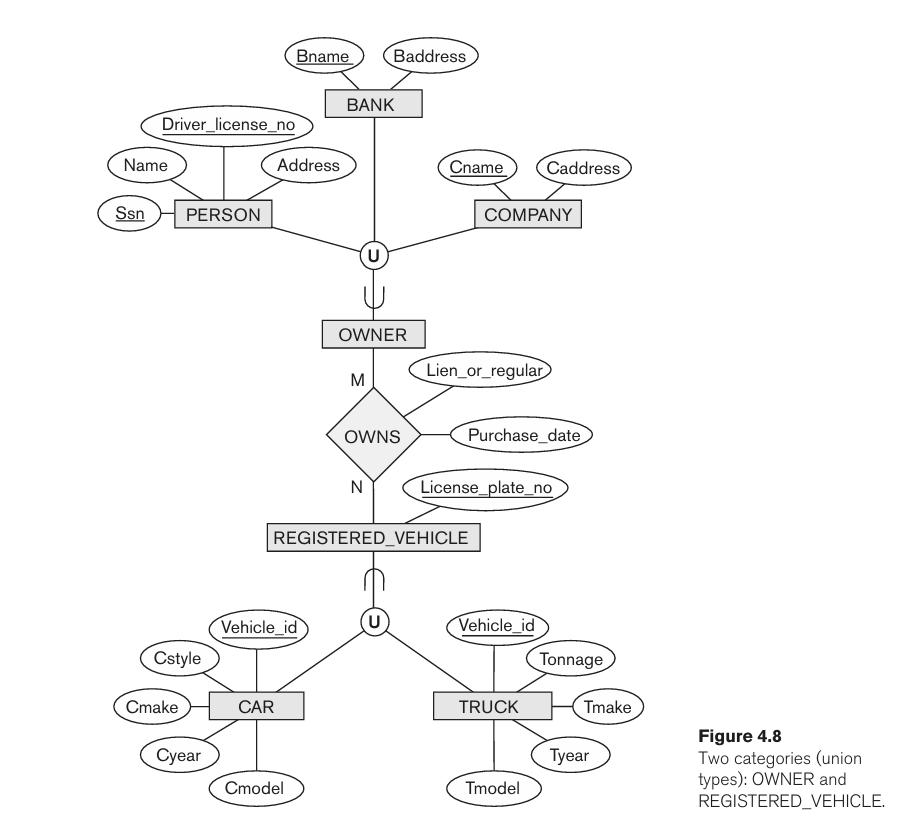 Bname
Baddress
BANK
Driver_license_no
Name
Address
Cname
Caddress
Ssn
PERSON
COMPANY
U
OWNER
M
Lien_or_regular
OWNS
Purchase_date
N
License_plate_no
REGISTERED_VEHICLE
U
Vehicle_id
Vehicle_id
Cstyle
Tonnage
Cmake
CAR
TRUCK
Tmake
Cyear
Tyear
Cmodel
Tmodel
Figure 4.8
Two categories (union
types): OWNER and
REGISTERED_VEHICLE.